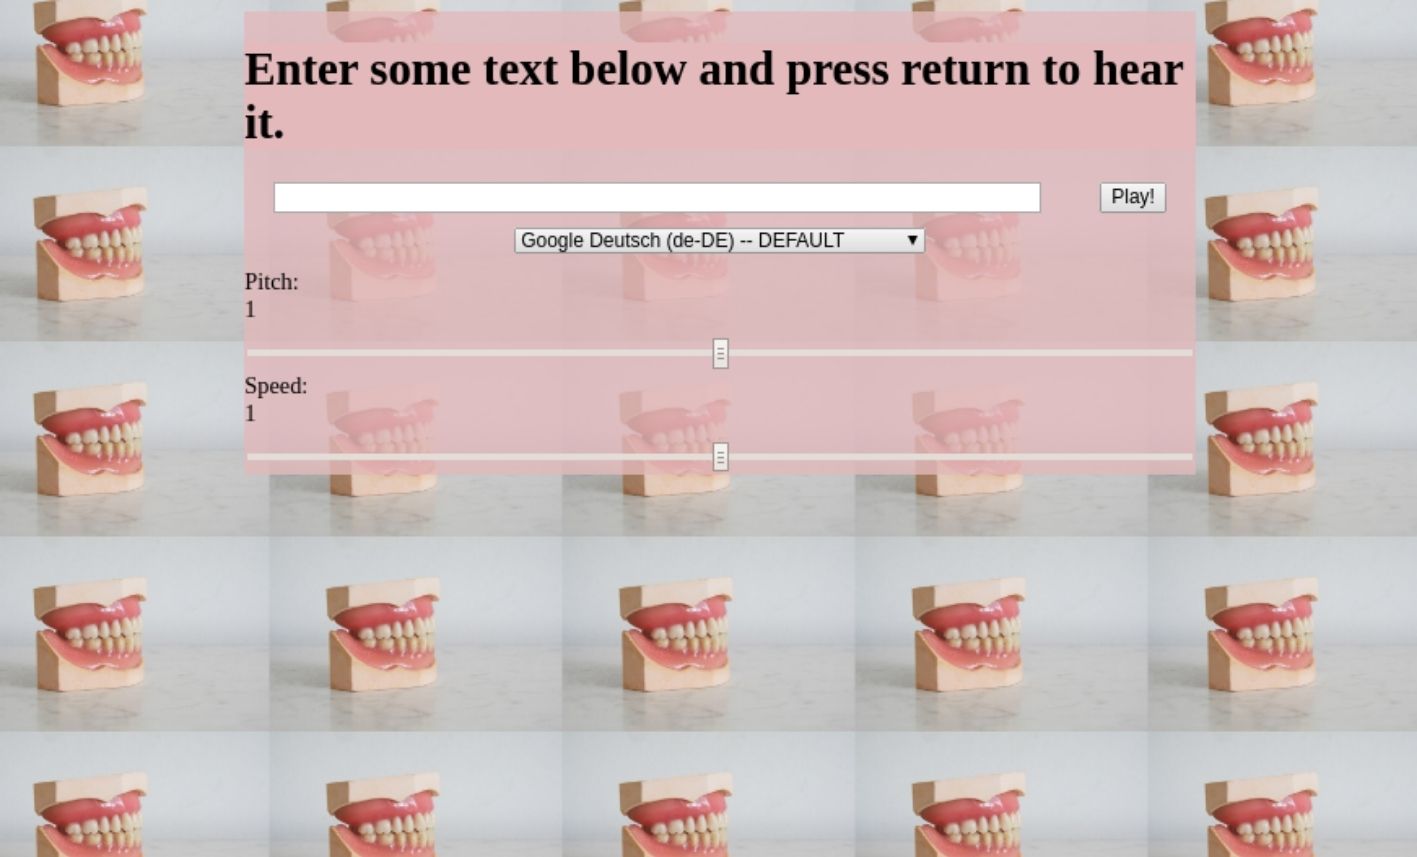 Enter some text below and press return to hear
it.
Play!
Google Deutsch (de-DE) -- DEFAULT
Pitch:
1
Speed:
1